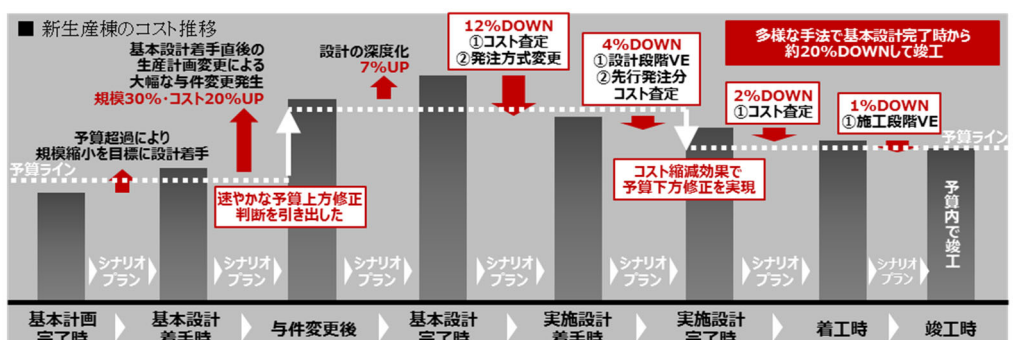 ■ 新生産棟のコスト推移
基本設計着手直後の
生産計画変更による
大幅な与件変更発生
規模30%・コスト20%UP
設計の深度化
7%UP
12%DOWN
①コスト査定
②発注方式変更
4%DOWN
①設計段階VE
②先行発注分
コスト査定
多様な手法で基本設計完了時から
約20%DOWNして竣工
2%DOWN
①コスト査定
1%DOWN
①施工段階VE
予算超過により
規模縮小を目標に設計着手
予算ライン
予算ライン
速やかな予算上方修正
判断を引き出した
コスト縮減効果で
予算下方修正を実現
予算内で竣工
シナリオ
プラン
シナリオ
プラン
シナリオ
プラン
シナリオ
プラン
シナリオ
プラン
シナリオ
プラン
シナリオ
プラン
基本計画
完了時
基本設計
着手時
与件変更後
基本設計
完了時
実施設計
着手時
実施設計
完了時
着工時
竣工時